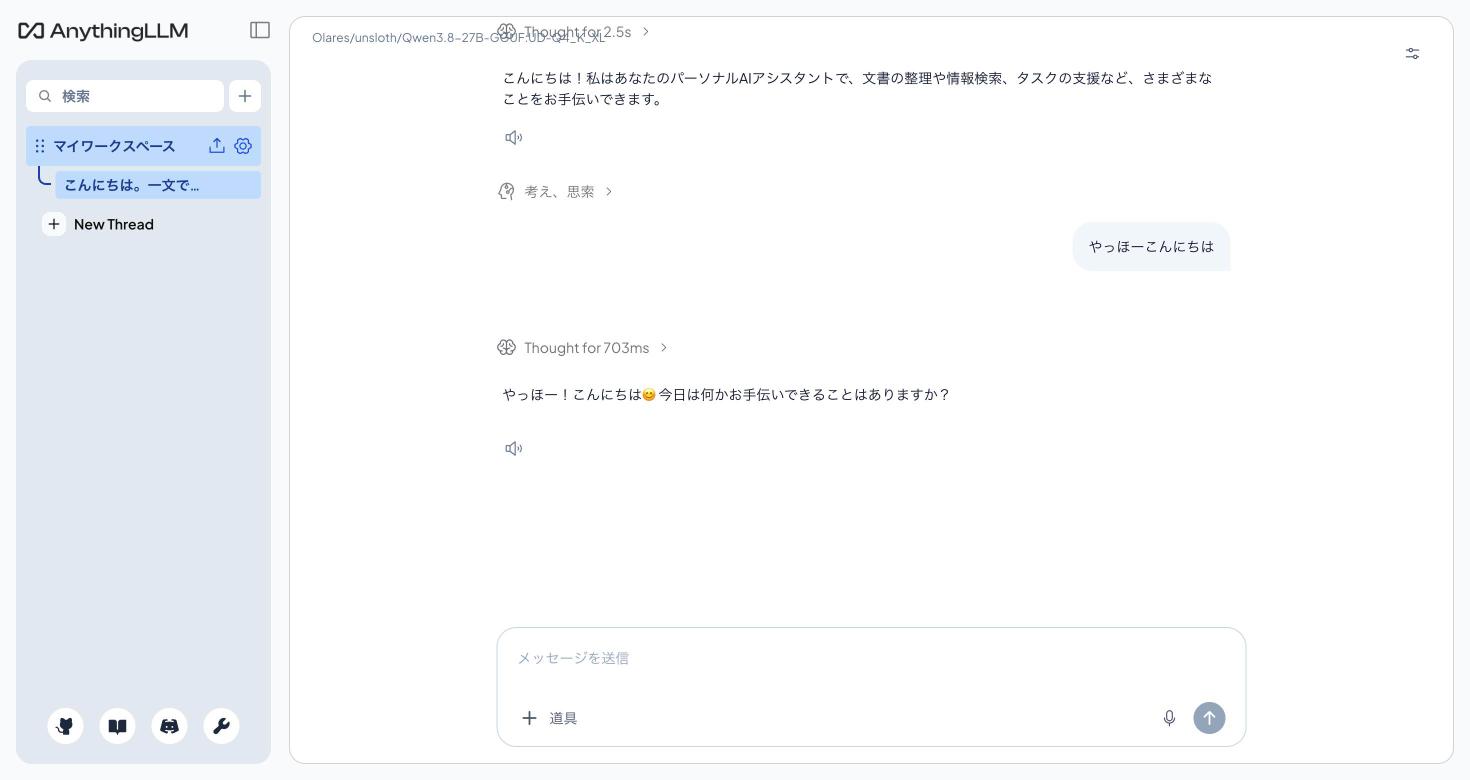 AnythingLLM
検索
マイワークスペース
こんにちは。一文で...
New Thread
Olares/unsloth/Qwen3.8-27B-GGUF:UD-Q4_K_XL
Thought for 2.5s
こんにちは！私はあなたのパーソナルAIアシスタントで、文書の整理や情報検索、タスクの支援など、さまざまな
ことをお手伝いできます。
考え、思索
やっほーこんにちは
Thought for 703ms
やっほー！こんにちは😊 今日は何かお手伝いできることはありますか？
メッセージを送信
道具